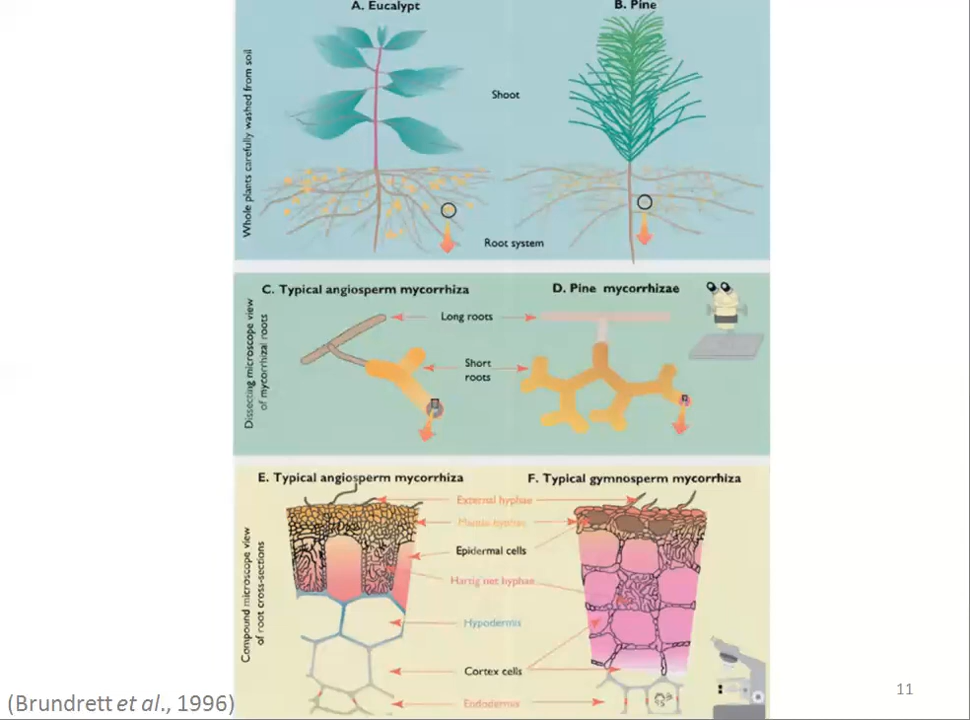 A. Eucalypt
B. Pine
Whole plants carefully washed from soil
Shoot
Root system
C. Typical angiosperm mycorrhiza
D. Pine mycorrhizae
Dissecting microscope view
of mycorrhizal roots
Long roots
Short
roots
E. Typical angiosperm mycorrhiza
F. Typical gymnosperm mycorrhiza
Compound microscope view
of root cross-sections
External hyphae
Mantle hyphae
Epidermal cells
Hartig net hyphae
Hypodermis
Cortex cells
Endodermis
(Brundrett et al., 1996)
11